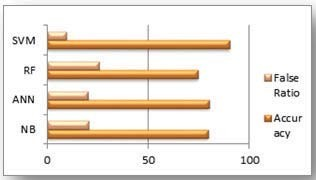 SVM
RF
ANN
NB
0
50
100
False
Ratio
Accur
acy